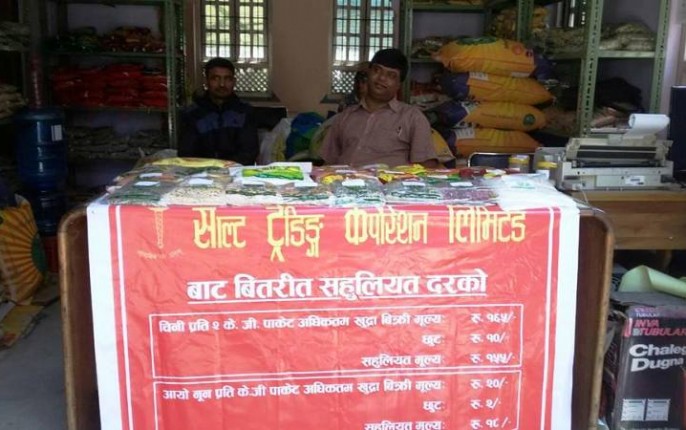 साल्ट ट्रेडिङ्ग कर्पोरेशन लिमिटेड
बाट बितरीत सहुलियत दरको
चिनी प्रति २ के. जी. पाकेट अधिकतम खुद्रा बिक्री मूल्यः रु. १६५/-
छुटः रु. १०/-
सहुलियत मूल्यः रु. १५५/-
आयो नून प्रति के.जी पाकेट अधिकतम खुद्रा बिक्री मूल्यः रु. २०/-
छुटः रु. २/-
सहुलियत मूल्यः रु. १८/-
INVA
TUBULAR
Chaleg
Dugna